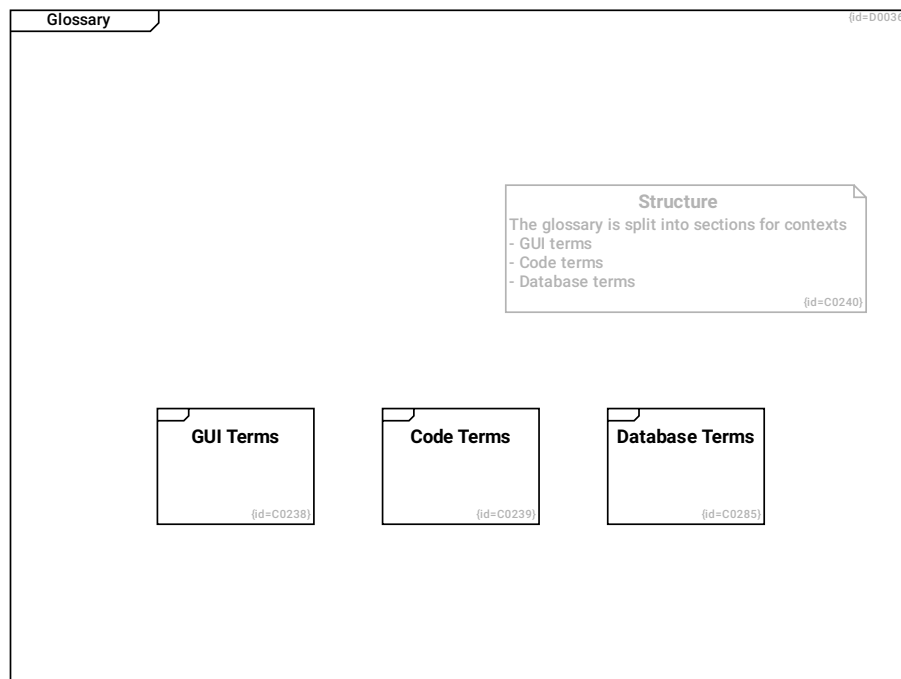 Glossary
{id=D0036
Structure
The glossary is split into sections for contexts
- GUI terms
- Code terms
- Database terms
{id=C0240}
GUI Terms
{id=C0238}
Code Terms
{id=C0239}
Database Terms
{id=C0285}